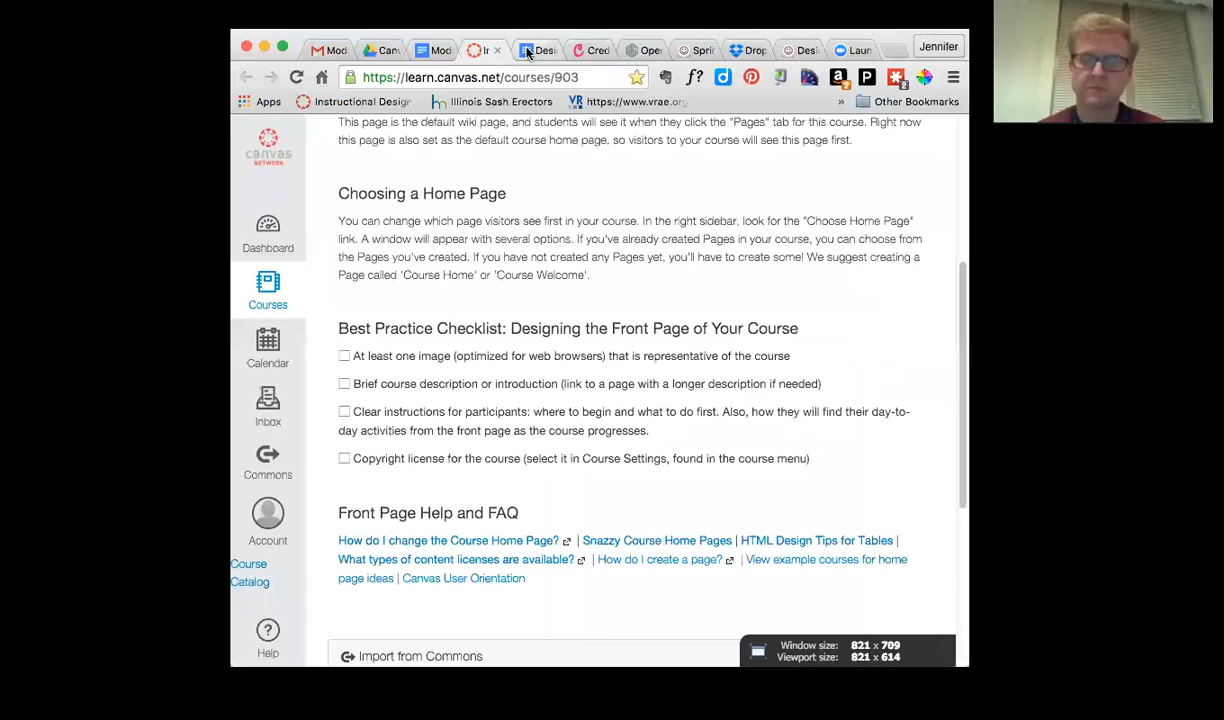 Mod
Can
Mod
Ir
Desi
Cred
Ope
Sprin
Drop
Desi
Laun
Jennifer
https://learn.canvas.net/courses/903
Apps
Instructional Design
Illinois Sash Erectors
https://www.vrae.org
» Other Bookmarks
This page is the default wiki page, and students will see it when they click the "Pages" tab for this course. Right now
this page is also set as the default course home page, so visitors to your course will see this page first.
canvas
NETWORK
Dashboard
Courses
Calendar
Inbox
Commons
Account
Course
Catalog
Help
Choosing a Home Page
You can change which page visitors see first in your course. In the right sidebar, look for the "Choose Home Page"
link. A window will appear with several options. If you've already created Pages in your course, you can choose from
the Pages you've created. If you have not created any Pages yet, you'll have to create some! We suggest creating a
Page called 'Course Home' or 'Course Welcome'.
Best Practice Checklist: Designing the Front Page of Your Course
At least one image (optimized for web browsers) that is representative of the course
Brief course description or introduction (link to a page with a longer description if needed)
Clear instructions for participants: where to begin and what to do first. Also, how they will find their day-to-
day activities from the front page as the course progresses.
Copyright license for the course (select it in Course Settings, found in the course menu)
Front Page Help and FAQ
How do I change the Course Home Page? | Snazzy Course Home Pages | HTML Design Tips for Tables |
What types of content licenses are available? | How do I create a page? | View example courses for home
page ideas | Canvas User Orientation
Import from Commons
Window size: 821 x 709
Viewport size: 821 x 614